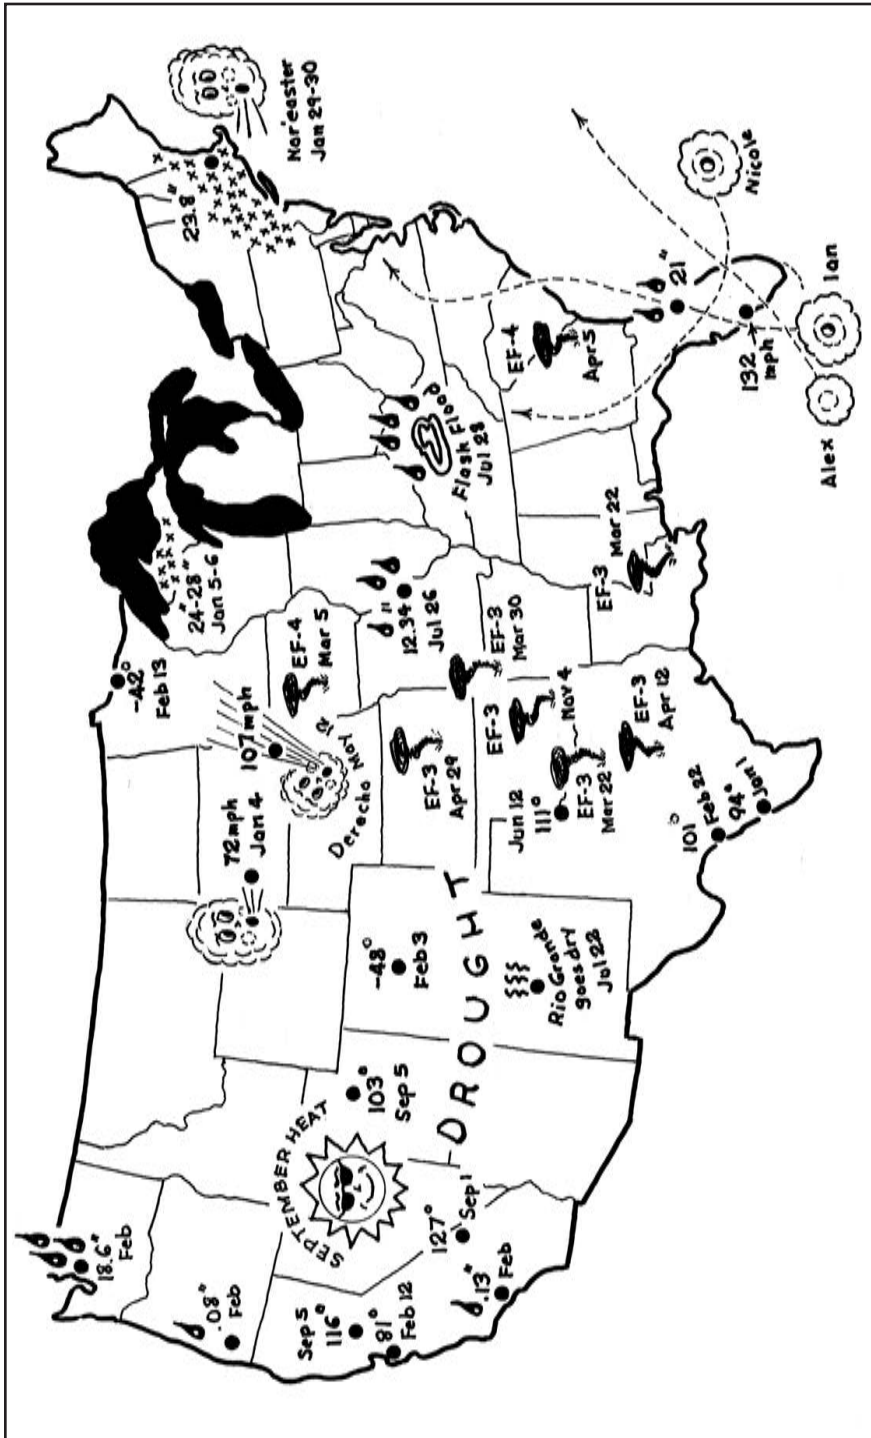 18.6"
Feb
.08"
Feb
Sep 5
116°
81°
Feb 12
.13"
Feb
127°
Sep 1
SEPTEMBER HEAT
103°
Sep 5
DROUGHT
-48°
Feb 3
Rio Grande
goes dry
Jul 22
72mph
Jan 4
107mph
Derecho May 12
-42°
Feb 13
24-28"
Jan 5-6
EF-4
Mar 5
12.34"
Jul 26
EF-3
Apr 29
EF-3
Mar 30
EF-3
Nov 4
Jun 12
111°
EF-3
Mar 22
EF-3
Apr 12
101°
Feb 22
94°
Jan 1
EF-3
Mar 22
Flash Flood
Jul 28
EF-4
Apr 5
21"
132
mph
Alex
Ian
Nicole
23.8"
Nor'easter
Jan 29-30